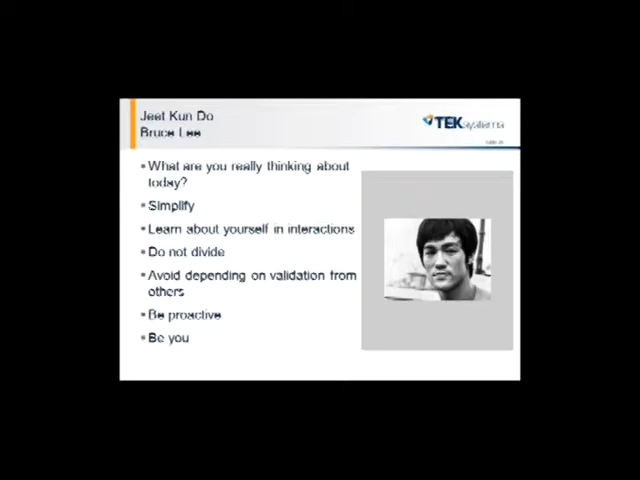 Jeet Kun Do
Bruce Lee
TEKsystems
• What are you really thinking about
today?
• Simplify
• Learn about yourself in interactions
• Do not divide
• Avoid depending on validation from
others
• Be proactive
• Be you